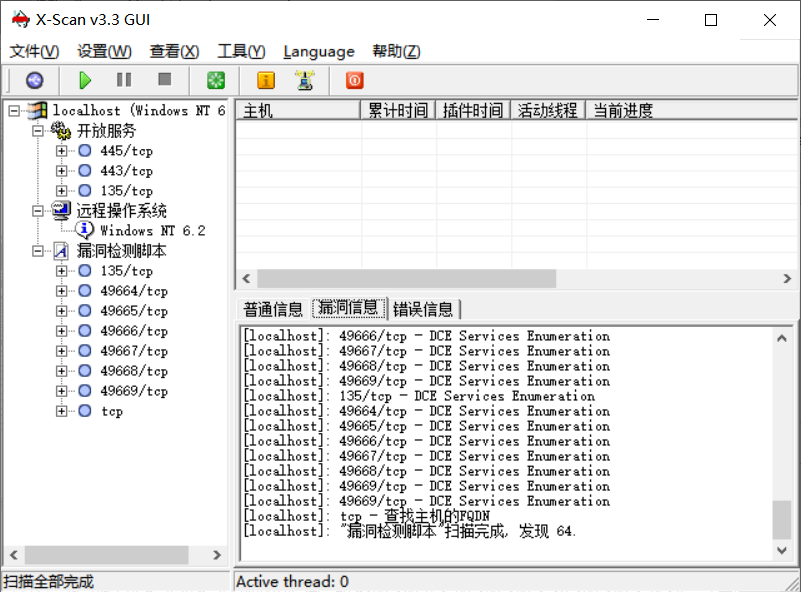 X-Scan v3.3 GUI
文件(V) 设置(W) 查看(X) 工具(Y) Language 帮助(Z)
localhost (Windows NT 6
开放服务
445/tcp
443/tcp
135/tcp
远程操作系统
Windows NT 6.2
漏洞检测脚本
135/tcp
49664/tcp
49665/tcp
49666/tcp
49667/tcp
49668/tcp
49669/tcp
tcp
主机 累计时间 插件时间 活动线程 当前进度
普通信息 漏洞信息 错误信息
[localhost]: 49666/tcp - DCE Services Enumeration
[localhost]: 49667/tcp - DCE Services Enumeration
[localhost]: 49668/tcp - DCE Services Enumeration
[localhost]: 49669/tcp - DCE Services Enumeration
[localhost]: 135/tcp - DCE Services Enumeration
[localhost]: 49664/tcp - DCE Services Enumeration
[localhost]: 49665/tcp - DCE Services Enumeration
[localhost]: 49666/tcp - DCE Services Enumeration
[localhost]: 49667/tcp - DCE Services Enumeration
[localhost]: 49668/tcp - DCE Services Enumeration
[localhost]: 49669/tcp - DCE Services Enumeration
[localhost]: 49669/tcp - DCE Services Enumeration
[localhost]: tcp - 查找主机的FQDN
[localhost]: "漏洞检测脚本"扫描完成, 发现 64.
扫描全部完成
Active thread: 0